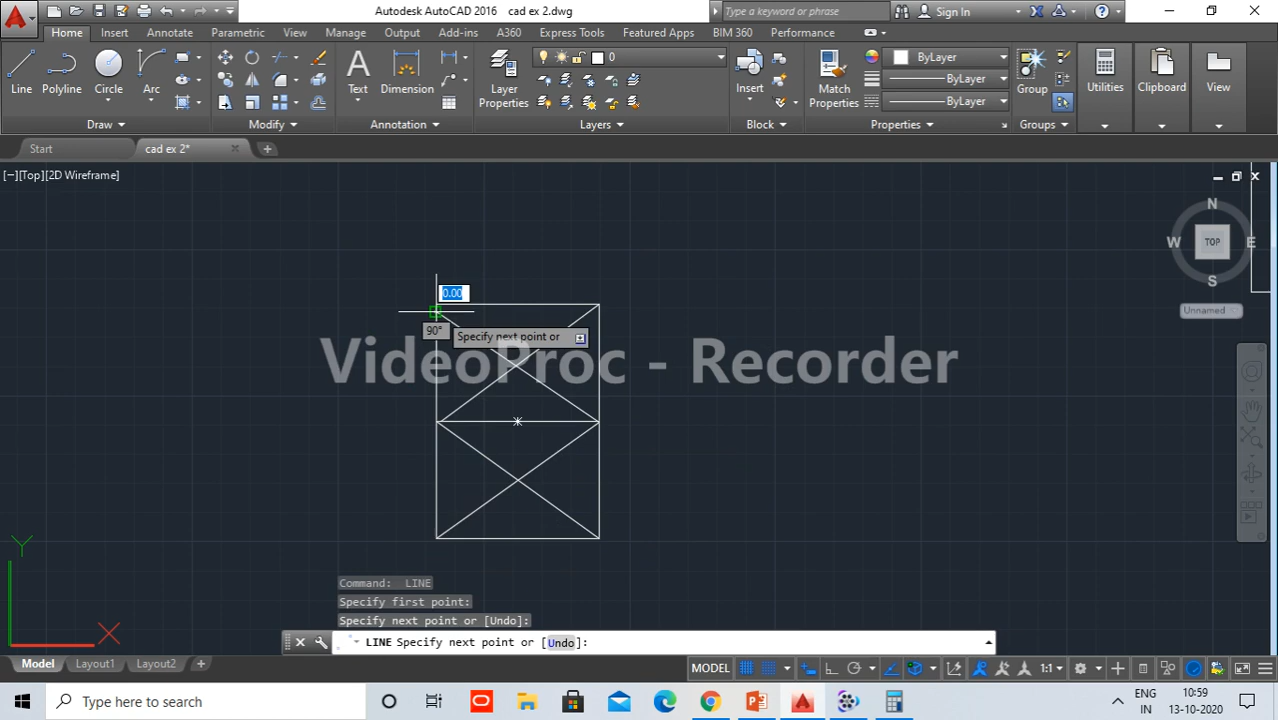 Autodesk AutoCAD 2016 cad ex 2.dwg
Type a keyword or phrase
Sign In
Home Insert Annotate Parametric View Manage Output Add-ins A360 Express Tools Featured Apps BIM 360 Performance
Line Polyline Circle Arc
Text Dimension
Layer Properties
0
Insert
Match Properties
ByLayer
ByLayer
ByLayer
Group
Utilities
Clipboard
View
Draw
Modify
Annotation
Layers
Block
Properties
Groups
Start
cad ex 2*
[−][Top][2D Wireframe]
N
W TOP E
S
Unnamed
0.00
90°
Specify next point or
VideoProc - Recorder
Y
X
Command: LINE
Specify first point:
Specify next point or [Undo]:
LINE Specify next point or [Undo]:
Model Layout1 Layout2
MODEL
1:1
Type here to search
ENG
IN
10:59
13-10-2020